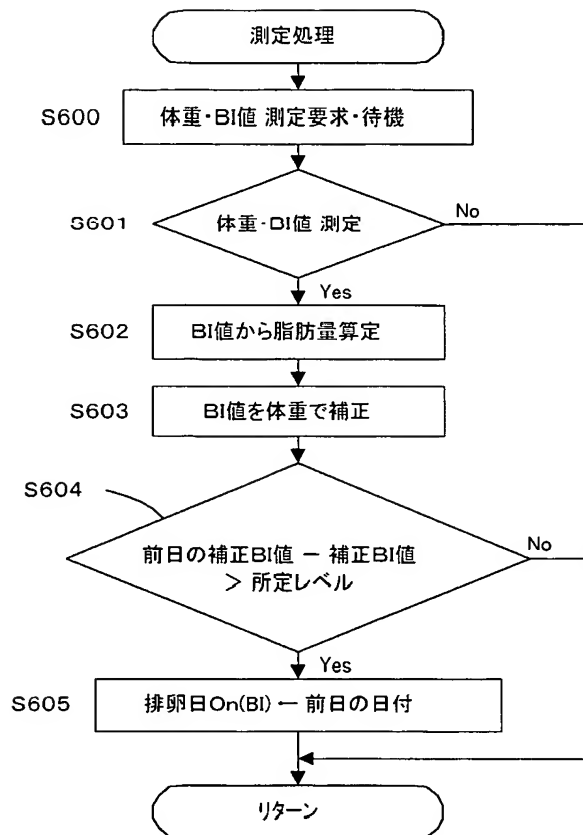 測定処理
S600
体重・BI値 測定要求・待機
S601
体重・BI値 測定
No
Yes
S602
BI値から脂肪量算定
S603
BI値を体重で補正
S604
前日の補正BI値 − 補正BI値
＞ 所定レベル
No
Yes
S605
排卵日On(BI) ← 前日の日付
リターン